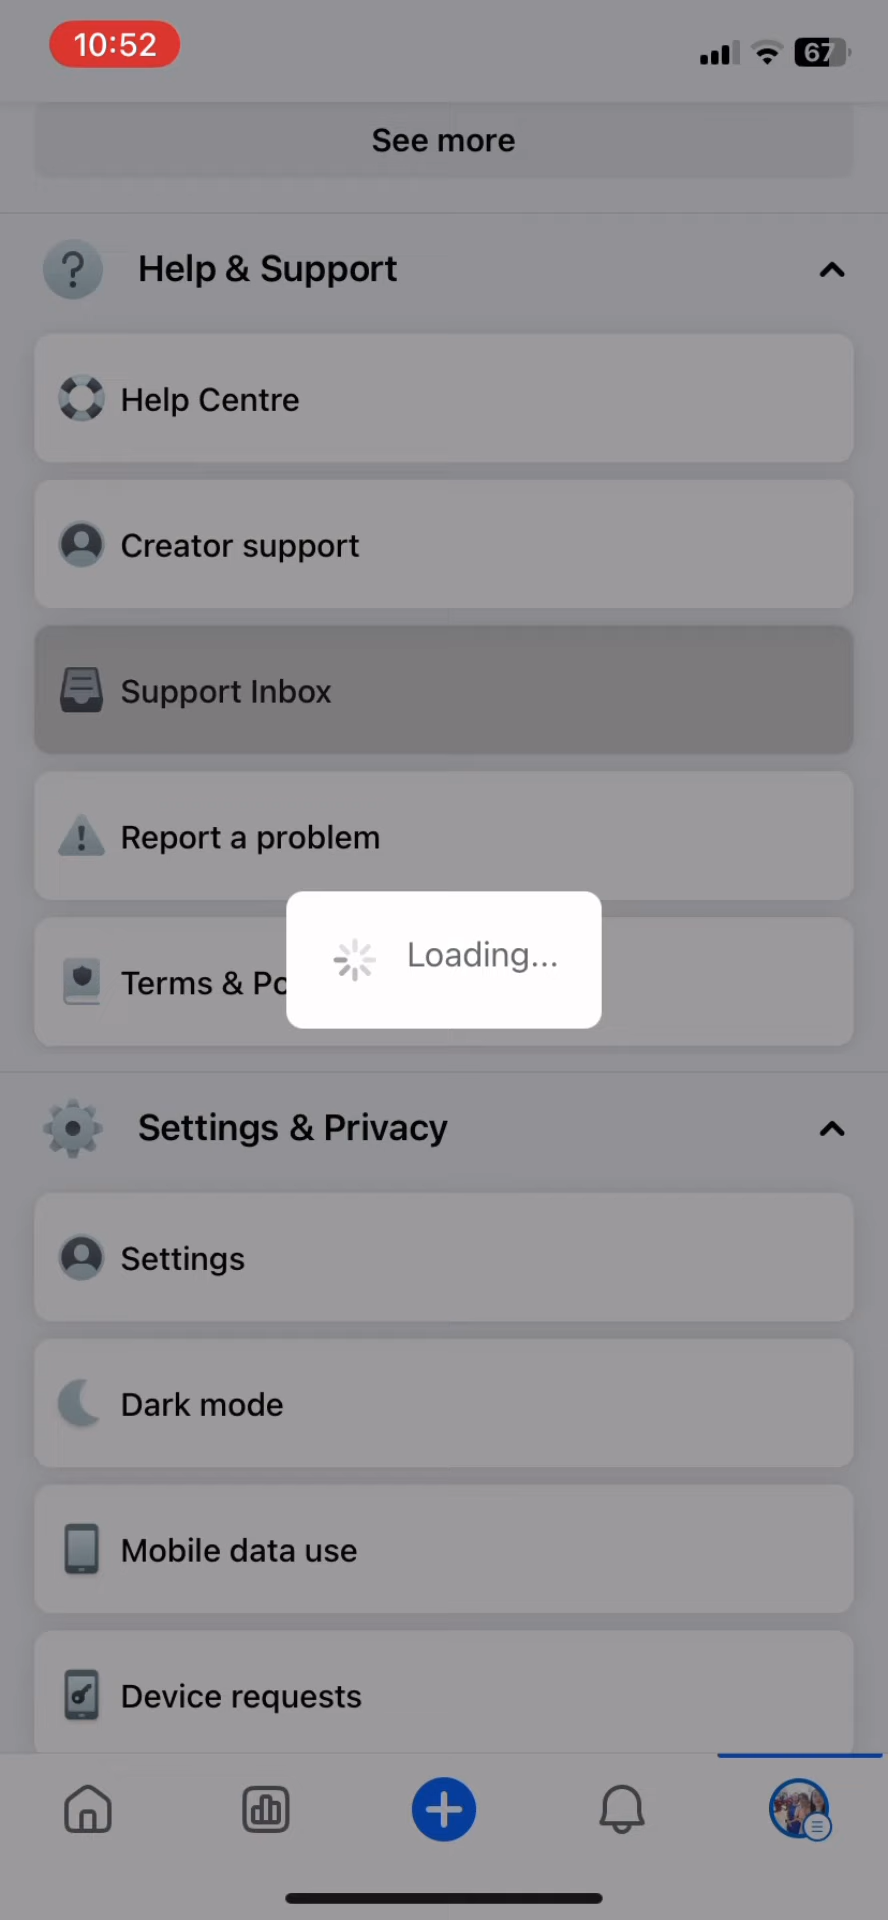 10:52
67
See more
Help & Support
Help Centre
Creator support
Support Inbox
Report a problem
Loading...
Terms & Po
Settings & Privacy
Settings
Dark mode
Mobile data use
Device requests